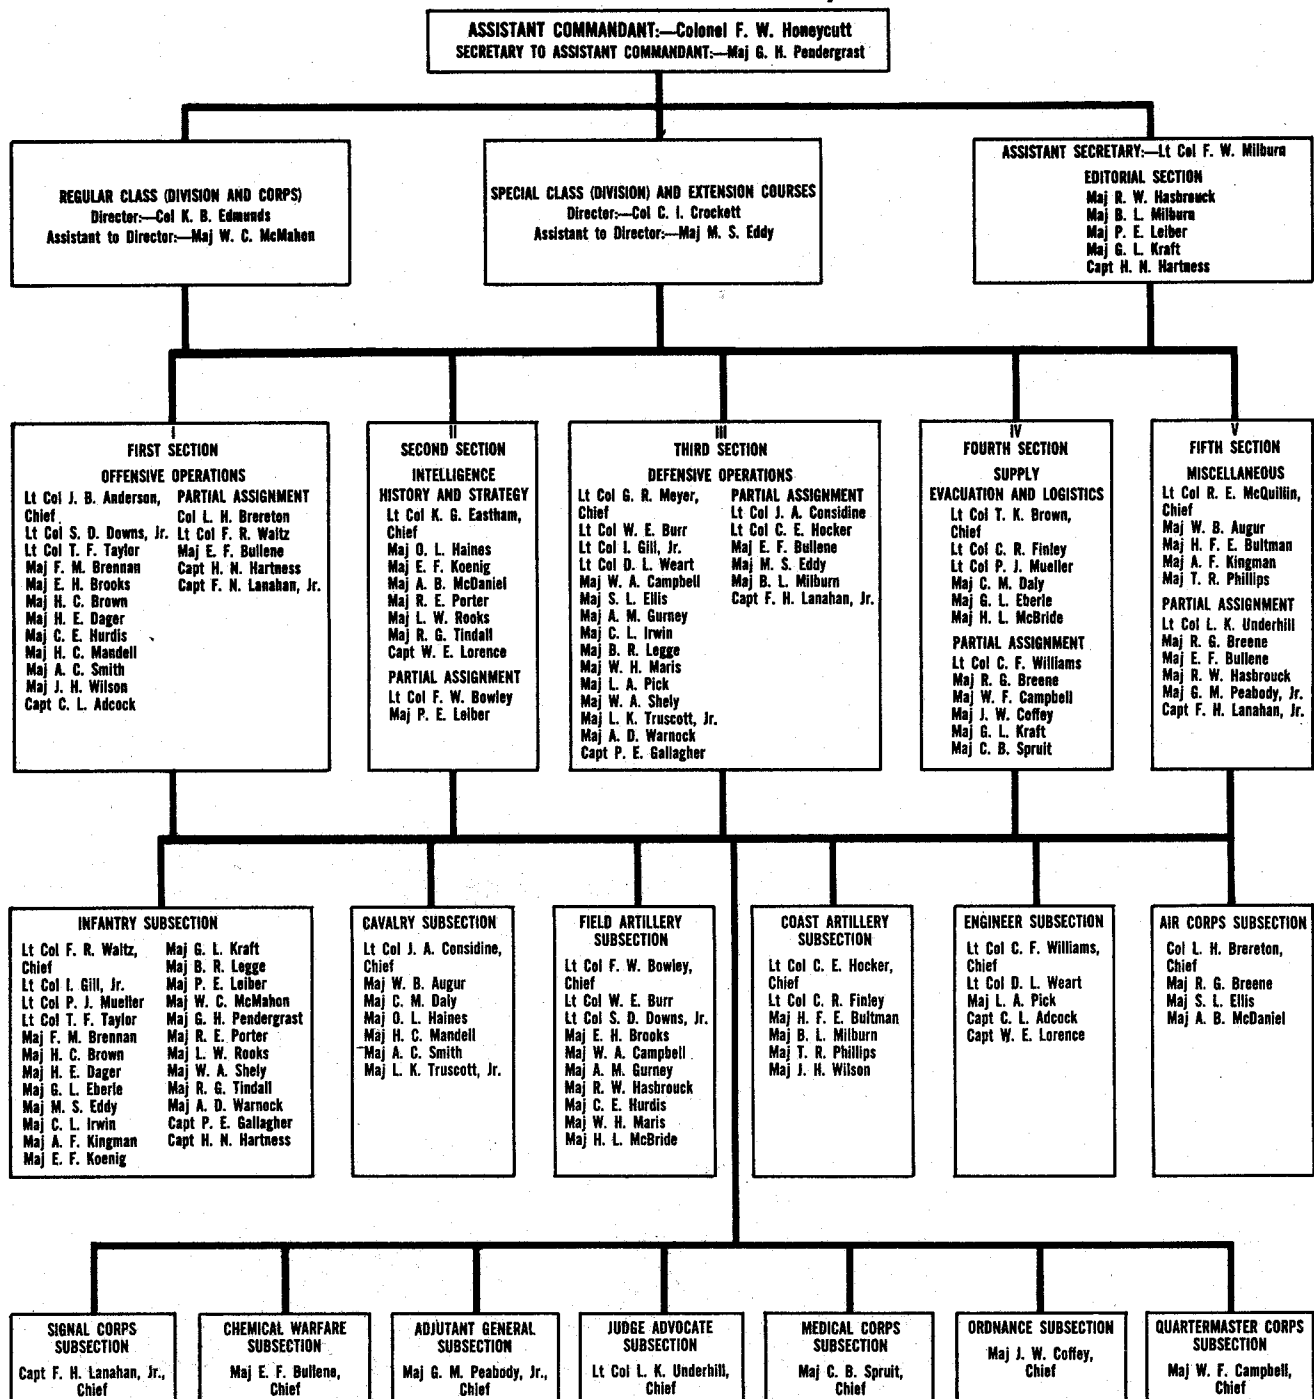 ASSISTANT COMMANDANT:—Colonel F. W. Honeycutt
SECRETARY TO ASSISTANT COMMANDANT:—Maj G. H. Pendergrast
REGULAR CLASS (DIVISION AND CORPS)
Director:—Col K. B. Edmunds
Assistant to Director:—Maj W. C. McMahon
SPECIAL CLASS (DIVISION) AND EXTENSION COURSES
Director:—Col C. I. Crockett
Assistant to Director:—Maj M. S. Eddy
ASSISTANT SECRETARY:—Lt Col F. W. Milburn
EDITORIAL SECTION
Maj R. W. Hasbrouck
Maj B. L. Milburn
Maj P. E. Leiber
Maj G. L. Kraft
Capt H. N. Hartness
I
FIRST SECTION
OFFENSIVE OPERATIONS
Lt Col J. B. Anderson,
Chief
Lt Col S. D. Downs, Jr.
Lt Col T. F. Taylor
Maj F. M. Brennan
Maj E. H. Brooks
Maj H. C. Brown
Maj H. E. Dager
Maj C. E. Hurdis
Maj H. C. Mandell
Maj A. C. Smith
Maj J. H. Wilson
Capt C. L. Adcock
PARTIAL ASSIGNMENT
Col L. H. Brereton
Lt Col F. R. Waltz
Maj E. F. Bullene
Capt H. N. Hartness
Capt F. N. Lanahan, Jr.
II
SECOND SECTION
INTELLIGENCE
HISTORY AND STRATEGY
Lt Col K. G. Eastham,
Chief
Maj O. L. Haines
Maj E. F. Koenig
Maj A. B. McDaniel
Maj R. E. Porter
Maj L. W. Rooks
Maj R. G. Tindall
Capt W. E. Lorence
PARTIAL ASSIGNMENT
Lt Col F. W. Bowley
Maj P. E. Leiber
III
THIRD SECTION
DEFENSIVE OPERATIONS
Lt Col G. R. Meyer,
Chief
Lt Col W. E. Burr
Lt Col I. Gill, Jr.
Lt Col D. L. Weart
Maj W. A. Campbell
Maj S. L. Ellis
Maj A. M. Gurney
Maj C. L. Irwin
Maj B. R. Legge
Maj W. H. Maris
Maj L. A. Pick
Maj W. A. Shely
Maj L. K. Truscott, Jr.
Maj A. D. Warnock
Capt P. E. Gallagher
PARTIAL ASSIGNMENT
Lt Col J. A. Considine
Lt Col C. E. Hocker
Maj E. F. Bullene
Maj M. S. Eddy
Maj B. L. Milburn
Capt F. H. Lanahan, Jr.
IV
FOURTH SECTION
SUPPLY
EVACUATION AND LOGISTICS
Lt Col T. K. Brown,
Chief
Lt Col C. R. Finley
Lt Col P. J. Mueller
Maj C. M. Daly
Maj G. L. Eberle
Maj H. L. McBride
PARTIAL ASSIGNMENT
Lt Col C. F. Williams
Maj R. G. Breene
Maj W. F. Campbell
Maj J. W. Coffey
Maj G. L. Kraft
Maj C. B. Spruit
V
FIFTH SECTION
MISCELLANEOUS
Lt Col R. E. McQuillin,
Chief
Maj W. B. Augur
Maj H. F. E. Bultman
Maj A. F. Kingman
Maj T. R. Phillips
PARTIAL ASSIGNMENT
Lt Col L. K. Underhill
Maj R. G. Breene
Maj E. F. Bullene
Maj R. W. Hasbrouck
Maj G. M. Peabody, Jr.
Capt F. H. Lanahan, Jr.
INFANTRY SUBSECTION
Lt Col F. R. Waltz,
Chief
Lt Col I. Gill, Jr.
Lt Col P. J. Mueller
Lt Col T. F. Taylor
Maj F. M. Brennan
Maj H. C. Brown
Maj H. E. Dager
Maj G. L. Eberle
Maj M. S. Eddy
Maj C. L. Irwin
Maj A. F. Kingman
Maj E. F. Koenig
Maj G. L. Kraft
Maj B. R. Legge
Maj P. E. Leiber
Maj W. C. McMahon
Maj G. H. Pendergrast
Maj R. E. Porter
Maj L. W. Rooks
Maj W. A. Shely
Maj R. G. Tindall
Maj A. D. Warnock
Capt P. E. Gallagher
Capt H. N. Hartness
CAVALRY SUBSECTION
Lt Col J. A. Considine,
Chief
Maj W. B. Augur
Maj C. M. Daly
Maj O. L. Haines
Maj H. C. Mandell
Maj A. C. Smith
Maj L. K. Truscott, Jr.
FIELD ARTILLERY
SUBSECTION
Lt Col F. W. Bowley,
Chief
Lt Col W. E. Burr
Lt Col S. D. Downs, Jr.
Maj E. H. Brooks
Maj W. A. Campbell
Maj A. M. Gurney
Maj R. W. Hasbrouck
Maj C. E. Hurdis
Maj W. H. Maris
Maj H. L. McBride
COAST ARTILLERY
SUBSECTION
Lt Col C. E. Hocker,
Chief
Lt Col C. R. Finley
Maj H. F. E. Bultman
Maj B. L. Milburn
Maj T. R. Phillips
Maj J. H. Wilson
ENGINEER SUBSECTION
Lt Col C. F. Williams,
Chief
Lt Col D. L. Weart
Maj L. A. Pick
Capt C. L. Adcock
Capt W. E. Lorence
AIR CORPS SUBSECTION
Col L. H. Brereton,
Chief
Maj R. G. Breene
Maj S. L. Ellis
Maj A. B. McDaniel
SIGNAL CORPS
SUBSECTION
Capt F. H. Lanahan, Jr.,
Chief
CHEMICAL WARFARE
SUBSECTION
Maj E. F. Bullene,
Chief
ADJUTANT GENERAL
SUBSECTION
Maj G. M. Peabody, Jr.,
Chief
JUDGE ADVOCATE
SUBSECTION
Lt Col L. K. Underhill,
Chief
MEDICAL CORPS
SUBSECTION
Maj C. B. Spruit,
Chief
ORDNANCE SUBSECTION
Maj J. W. Coffey,
Chief
QUARTERMASTER CORPS
SUBSECTION
Maj W. F. Campbell,
Chief